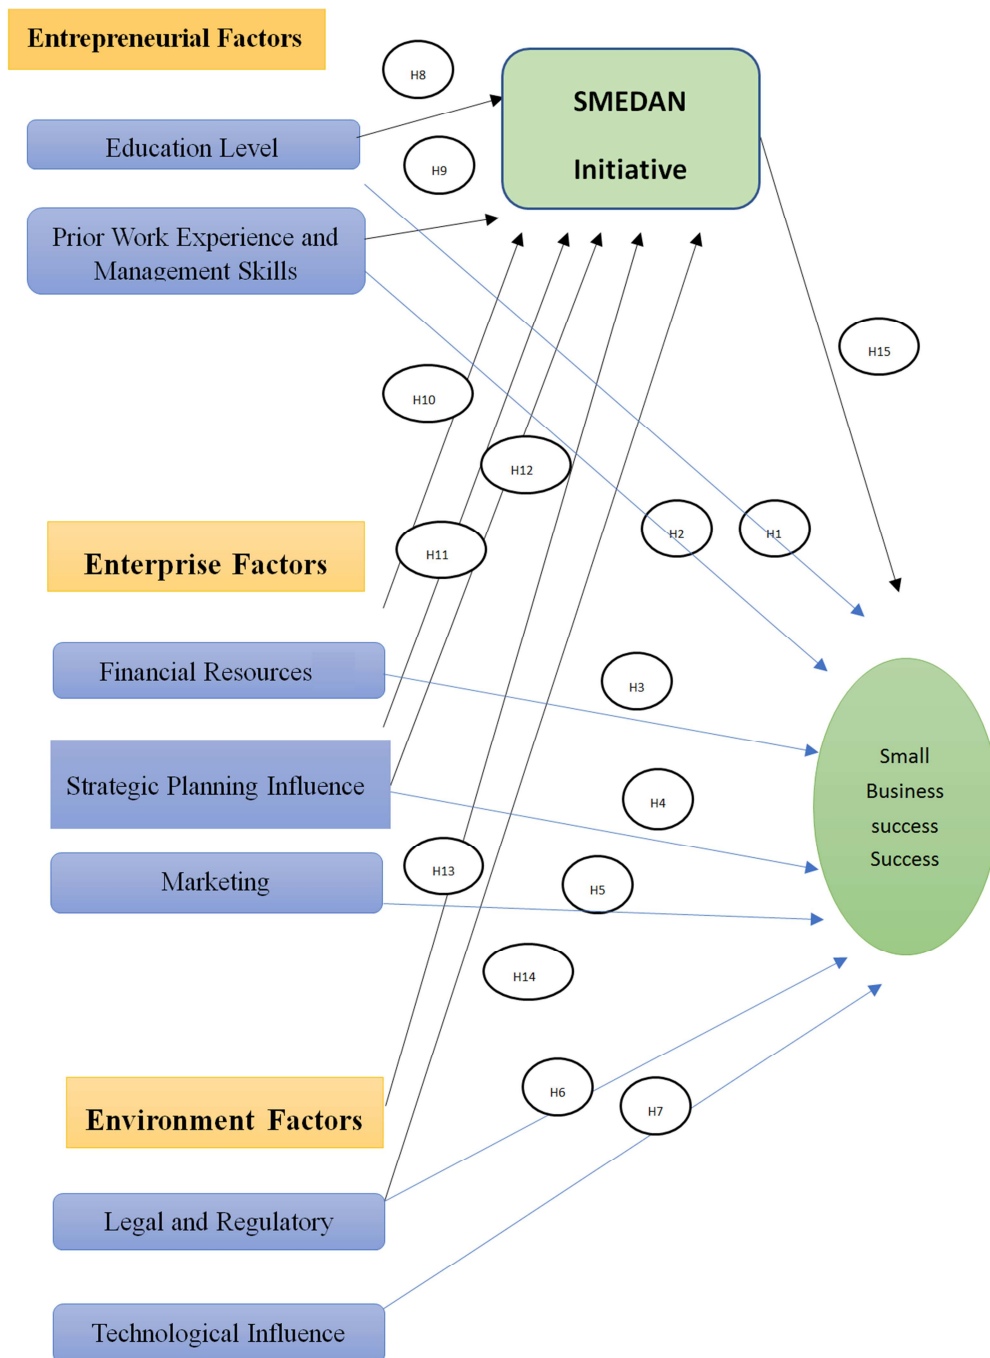 Entrepreneurial Factors
H8
SMEDAN
Initiative
Education Level
H9
Prior Work Experience and
Management Skills
H15
H10
H12
H2
H1
H11
Enterprise Factors
Financial Resources
H3
Strategic Planning Influence
H4
Small
Business
success
Success
Marketing
H13
H5
H14
Environment Factors
H6
H7
Legal and Regulatory
Technological Influence